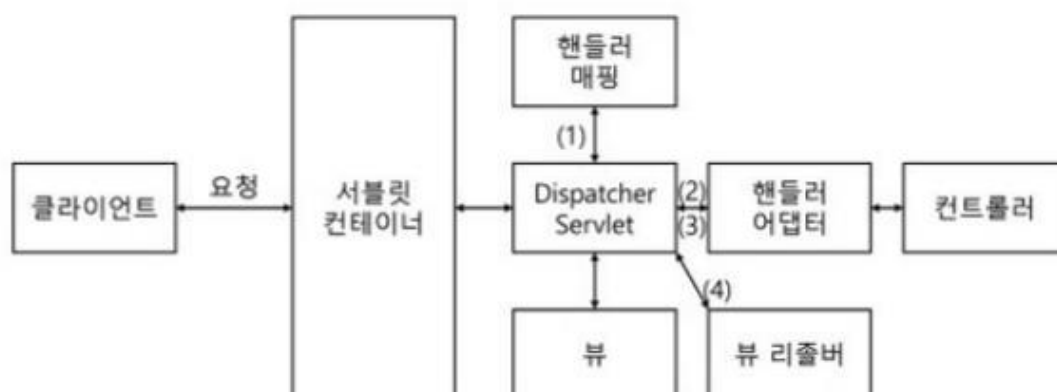 핸들러
매핑
(1)
클라이언트
요청
서블릿
컨테이너
Dispatcher
Servlet
(2)
(3)
핸들러
어댑터
컨트롤러
(4)
뷰
뷰 리졸버